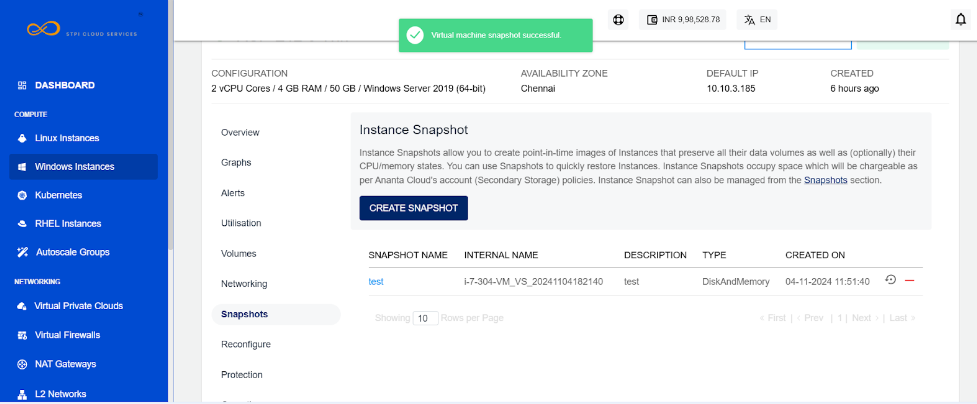 STPI CLOUD SERVICES
INR 9,98,528.78
EN
Virtual machine snapshot successful.
DASHBOARD
COMPUTE
Linux Instances
Windows Instances
Kubernetes
RHEL Instances
Autoscale Groups
NETWORKING
Virtual Private Clouds
Virtual Firewalls
NAT Gateways
L2 Networks
CONFIGURATION
2 vCPU Cores / 4 GB RAM / 50 GB / Windows Server 2019 (64-bit)
AVAILABILITY ZONE
Chennai
DEFAULT IP
10.10.3.185
CREATED
6 hours ago
Overview
Graphs
Alerts
Utilisation
Volumes
Networking
Snapshots
Reconfigure
Protection
Instance Snapshot
Instance Snapshots allow you to create point-in-time images of Instances that preserve all their data volumes as well as (optionally) their
CPU/memory states. You can use Snapshots to quickly restore Instances. Instance Snapshots occupy space which will be chargeable as
per Ananta Cloud's account (Secondary Storage) policies. Instance Snapshot can also be managed from the Snapshots section.
CREATE SNAPSHOT
SNAPSHOT NAME INTERNAL NAME DESCRIPTION TYPE CREATED ON
test i-7-304-VM_VS_20241104182140 test DiskAndMemory 04-11-2024 11:51:40
Showing 10 Rows per Page
‹ First | ‹ Prev | 1 | Next › | Last ›